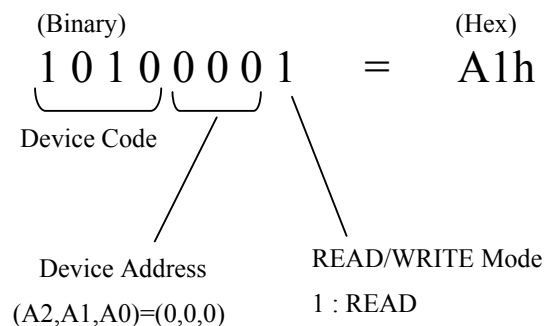 (Binary) (Hex)
1 0 1 0 0 0 0 1 = A1h
Device Code
Device Address
(A2,A1,A0)=(0,0,0)
READ/WRITE Mode
1 : READ